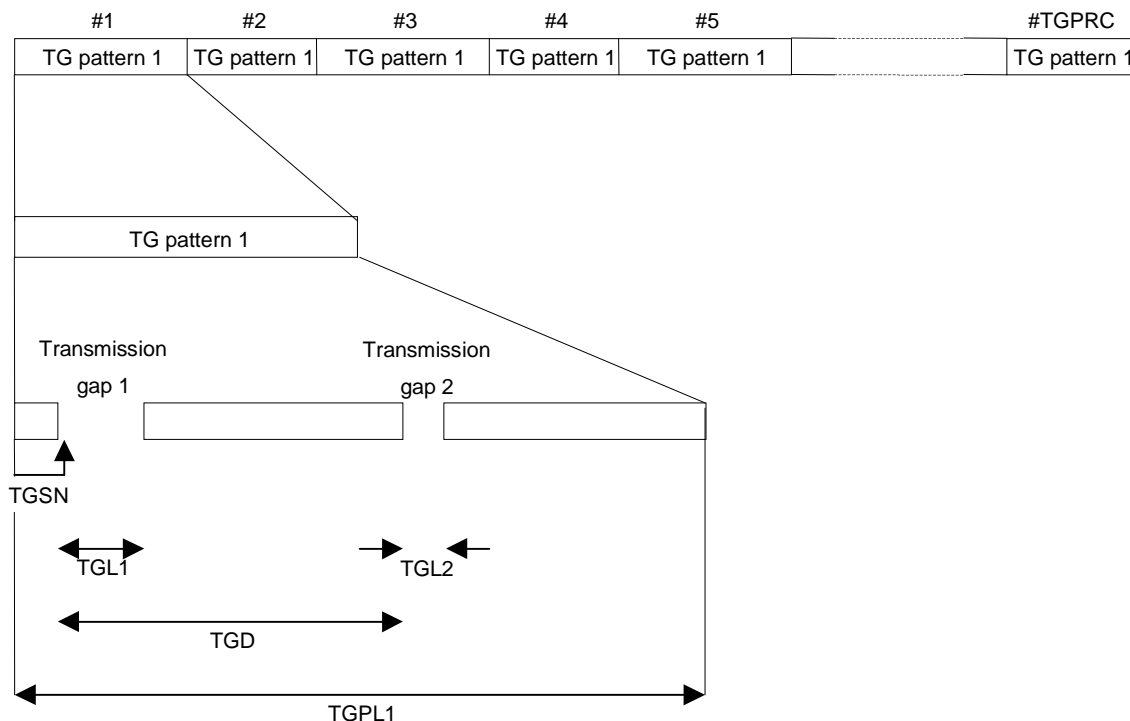 #1 #2 #3 #4 #5 #TGPRC
TG pattern 1 TG pattern 1 TG pattern 1 TG pattern 1 TG pattern 1 TG pattern 1
TG pattern 1
Transmission
gap 1
Transmission
gap 2
TGSN
TGL1
TGL2
TGD
TGPL1